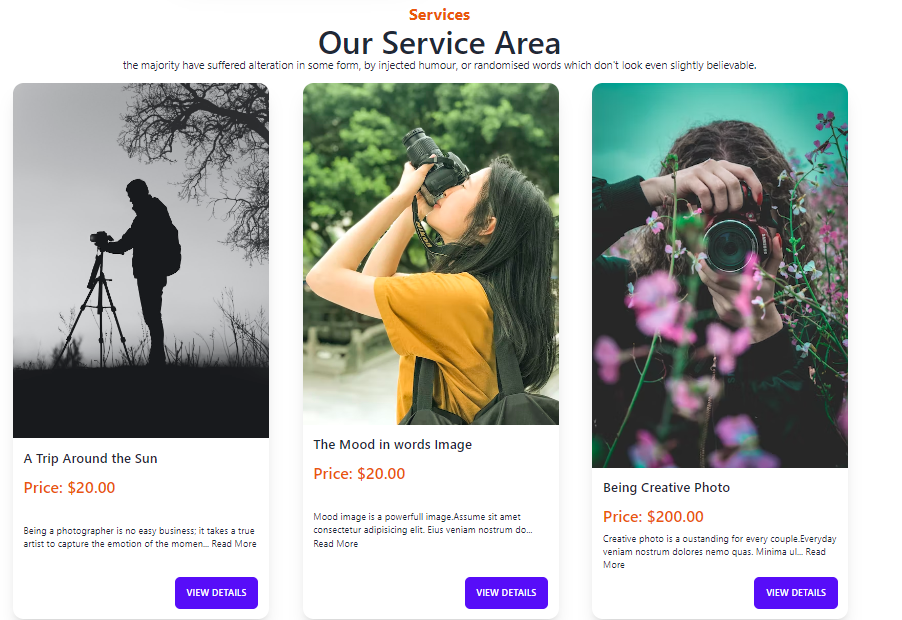 Services
Our Service Area
the majority have suffered alteration in some form, by injected humour, or randomised words which don't look even slightly believable.
A Trip Around the Sun
Price: $20.00
Being a photographer is no easy business; it takes a true
artist to capture the emotion of the momen... Read More
VIEW DETAILS
The Mood in words Image
Price: $20.00
Mood image is a powerfull image.Assume sit amet
consectetur adipisicing elit. Eius veniam nostrum do...
Read More
VIEW DETAILS
Being Creative Photo
Price: $200.00
Creative photo is a oustanding for every couple.Everyday
veniam nostrum dolores nemo quas. Minima ul... Read
More
VIEW DETAILS